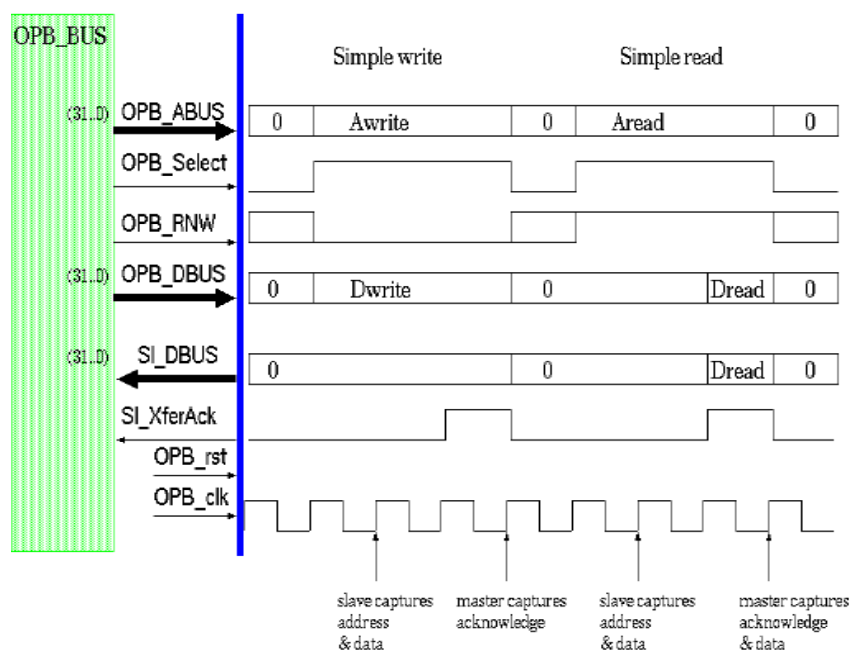 OPB_BUS
Simple write Simple read
(31..0) OPB_ABUS 0 Awrite 0 Aread 0
OPB_Select
OPB_RNW
(31..0) OPB_DBUS 0 Dwrite 0 Dread 0
(31..0) SI_DBUS 0 0 Dread 0
SI_XferAck
OPB_rst
OPB_clk
slave captures master captures slave captures master captures
address acknowledge address acknowledge
& data & data & data